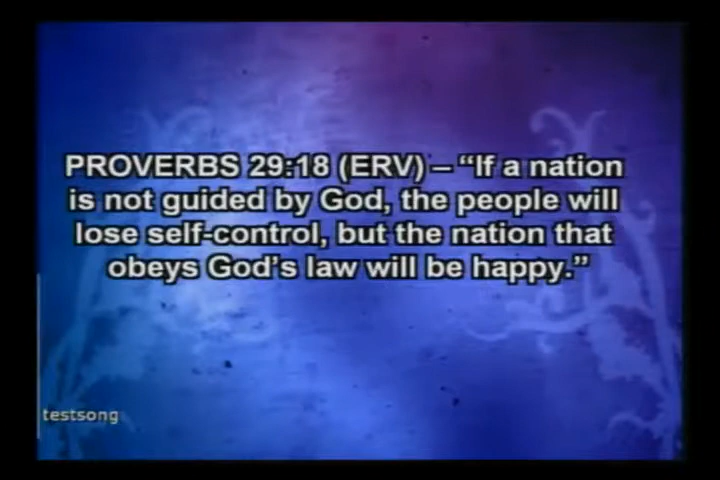 PROVERBS 29:18 (ERV) – “If a nation
is not guided by God, the people will
lose self-control, but the nation that
obeys God’s law will be happy.”
testsong